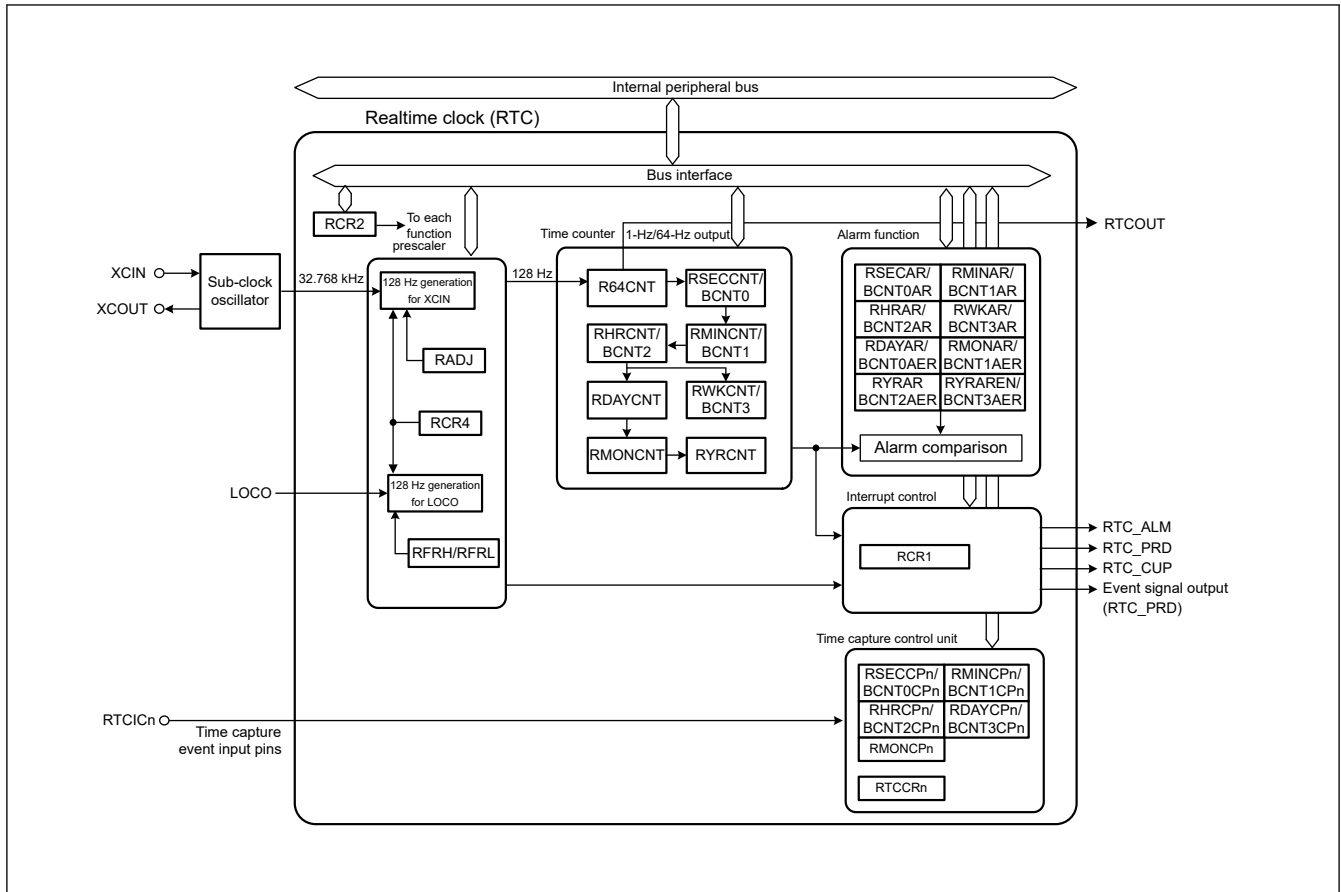 Internal peripheral bus
Realtime clock (RTC)
Bus interface
RCR2
To each
function
prescaler
Time counter
1-Hz/64-Hz output
Alarm function
RTCOUT
XCIN
XCOUT
Sub-clock
oscillator
32.768 kHz
128 Hz generation
for XCIN
RADJ
RCR4
LOCO
128 Hz generation
for LOCO
RFRH/RFRL
128 Hz
R64CNT
RSECCNT/
BCNT0
RHRCNT/
BCNT2
RMINCNT/
BCNT1
RDAYCNT
RWKCNT/
BCNT3
RMONCNT
RYRCNT
RSECAR/
BCNT0AR
RMINAR/
BCNT1AR
RHRAR/
BCNT2AR
RWKAR/
BCNT3AR
RDAYAR/
BCNT0AER
RMONAR/
BCNT1AER
RYRAR
BCNT2AER
RYRAREN/
BCNT3AER
Alarm comparison
Interrupt control
RCR1
RTC_ALM
RTC_PRD
RTC_CUP
Event signal output
(RTC_PRD)
Time capture control unit
RSECCPn/
BCNT0CPn
RMINCPn/
BCNT1CPn
RHRCPn/
BCNT2CPn
RDAYCPn/
BCNT3CPn
RMONCPn
RTCCRn
RTCICn
Time capture
event input pins